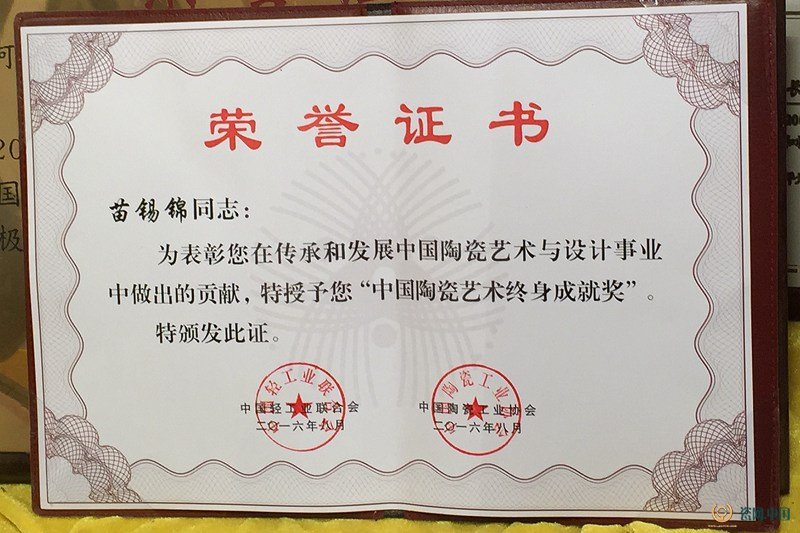 荣誉证书
苗锡锦同志：
为表彰您在传承和发展中国陶瓷艺术与设计事业
中做出的贡献，特授予您“中国陶瓷艺术终身成就奖”。
特颁发此证。
中国轻工业联合会
二〇一六年八月
中国陶瓷工业协会
二〇一六年八月
瓷网中国